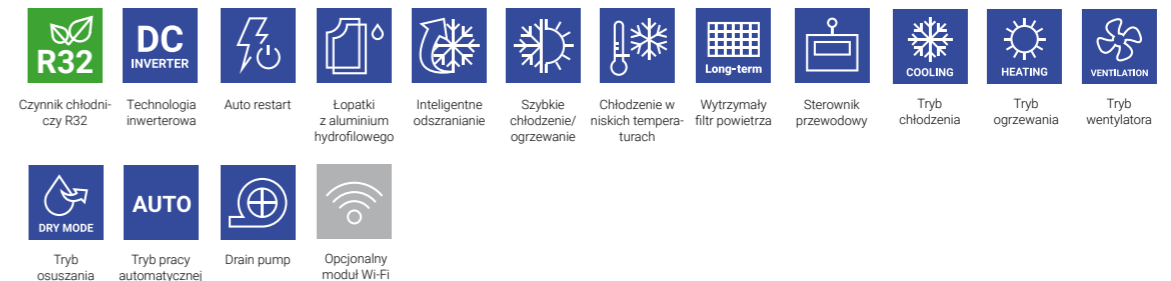 R32
DC
INVERTER
Long-term
COOLING
HEATING
VENTILATION
Czynnik chłodni-
czy R32
Technologia
inwerterowa
Auto restart
Łopatki
z aluminium
hydrofilowego
Inteligentne
odszranianie
Szybkie
chłodzenie/
ogrzewanie
Chłodzenie w
niskich tempera-
turach
Wytrzymały
filtr powietrza
Sterownik
przewodowy
Tryb
chłodzenia
Tryb
ogrzewania
Tryb
wentylatora
DRY MODE
AUTO
Tryb
osuszania
Tryb pracy
automatycznej
Drain pump
Opcjonalny
moduł Wi-Fi